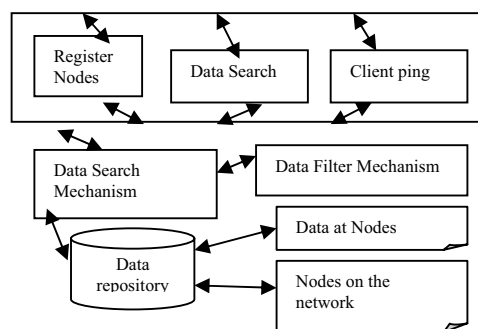 Register
Nodes
Data Search
Client ping
Data Search
Mechanism
Data Filter Mechanism
Data at Nodes
Data
repository
Nodes on the
network